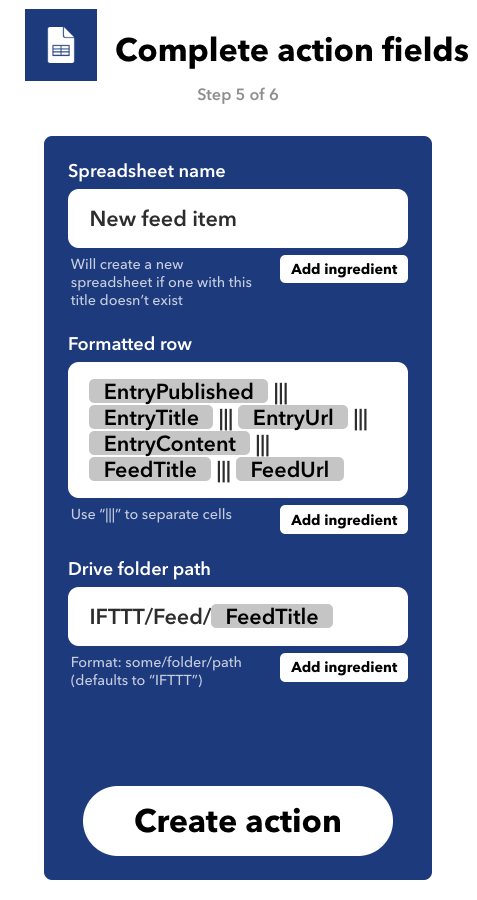 Complete action fields
Step 5 of 6
Spreadsheet name
New feed item
Will create a new
spreadsheet if one with this
title doesn’t exist
Add ingredient
Formatted row
EntryPublished |||
EntryTitle ||| EntryUrl |||
EntryContent |||
FeedTitle ||| FeedUrl
Use “|||” to separate cells
Add ingredient
Drive folder path
IFTTT/Feed/ FeedTitle
Format: some/folder/path
(defaults to “IFTTT”)
Add ingredient
Create action